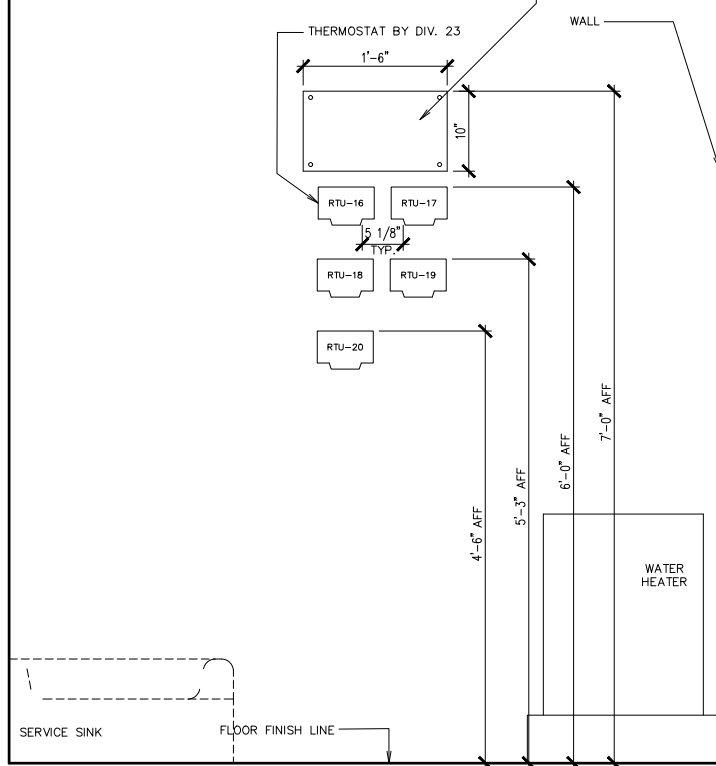 WALL
THERMOSTAT BY DIV. 23
1'-6"
10"
RTU-16
RTU-17
5 1/8"
TYP.
RTU-18
RTU-19
RTU-20
7'-0" AFF
6'-0" AFF
5'-3" AFF
4'-6" AFF
WATER
HEATER
SERVICE SINK
FLOOR FINISH LINE